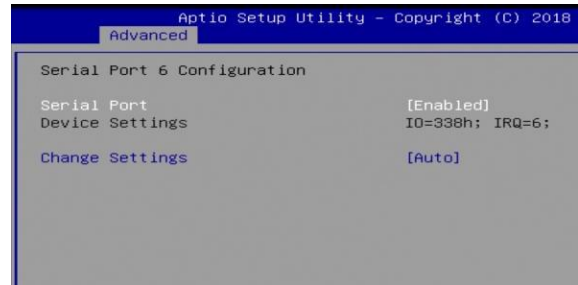 Aptio Setup Utility – Copyright (C) 2018
Advanced
Serial Port 6 Configuration
Serial Port [Enabled]
Device Settings IO=338h; IRQ=6;
Change Settings [Auto]